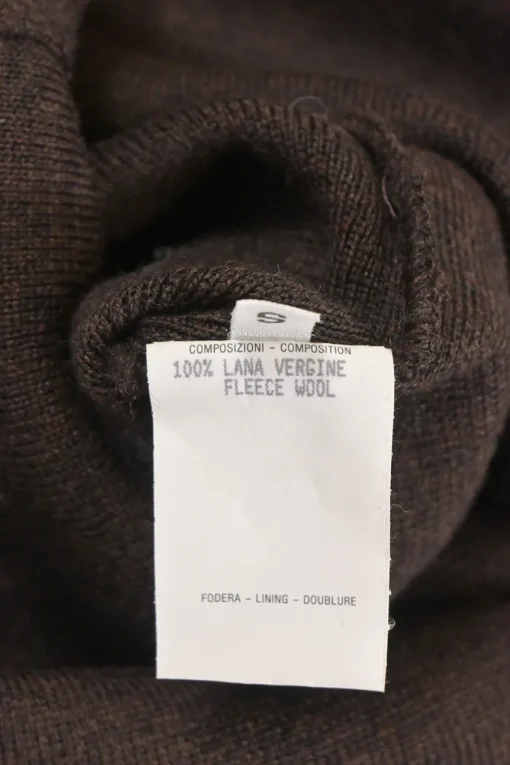 S
COMPOSIZIONI - COMPOSITION
100% LANA VERGINE
FLEECE WOOL
FODERA - LINING - DOUBLURE